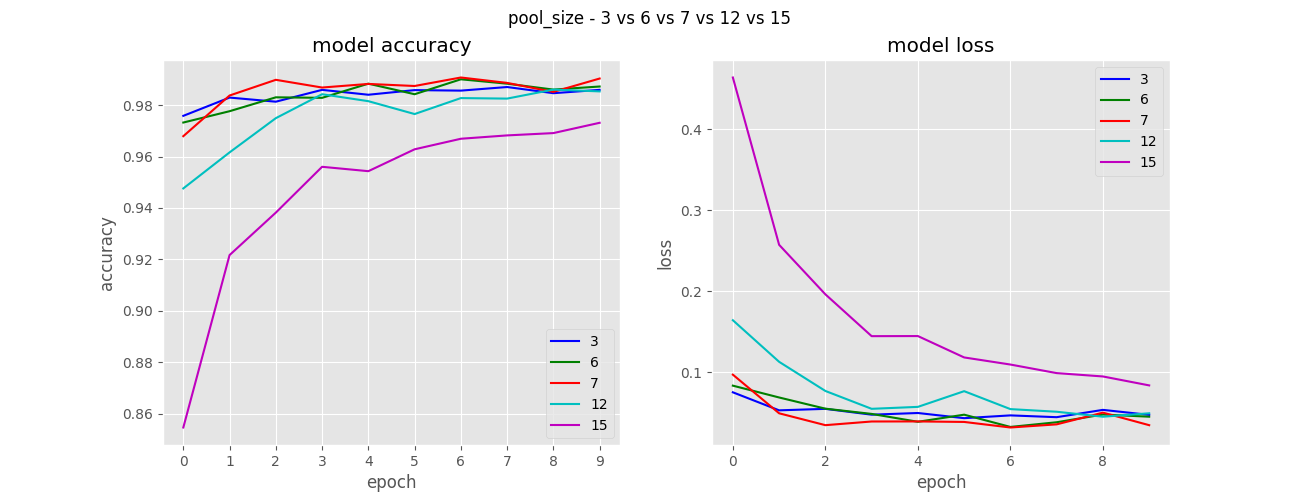 pool_size - 3 vs 6 vs 7 vs 12 vs 15
model accuracy
accuracy
0.98
0.96
0.94
0.92
0.90
0.88
0.86
0 1 2 3 4 5 6 7 8 9
epoch
3
6
7
12
15
model loss
loss
0.4
0.3
0.2
0.1
0 2 4 6 8
epoch
3
6
7
12
15